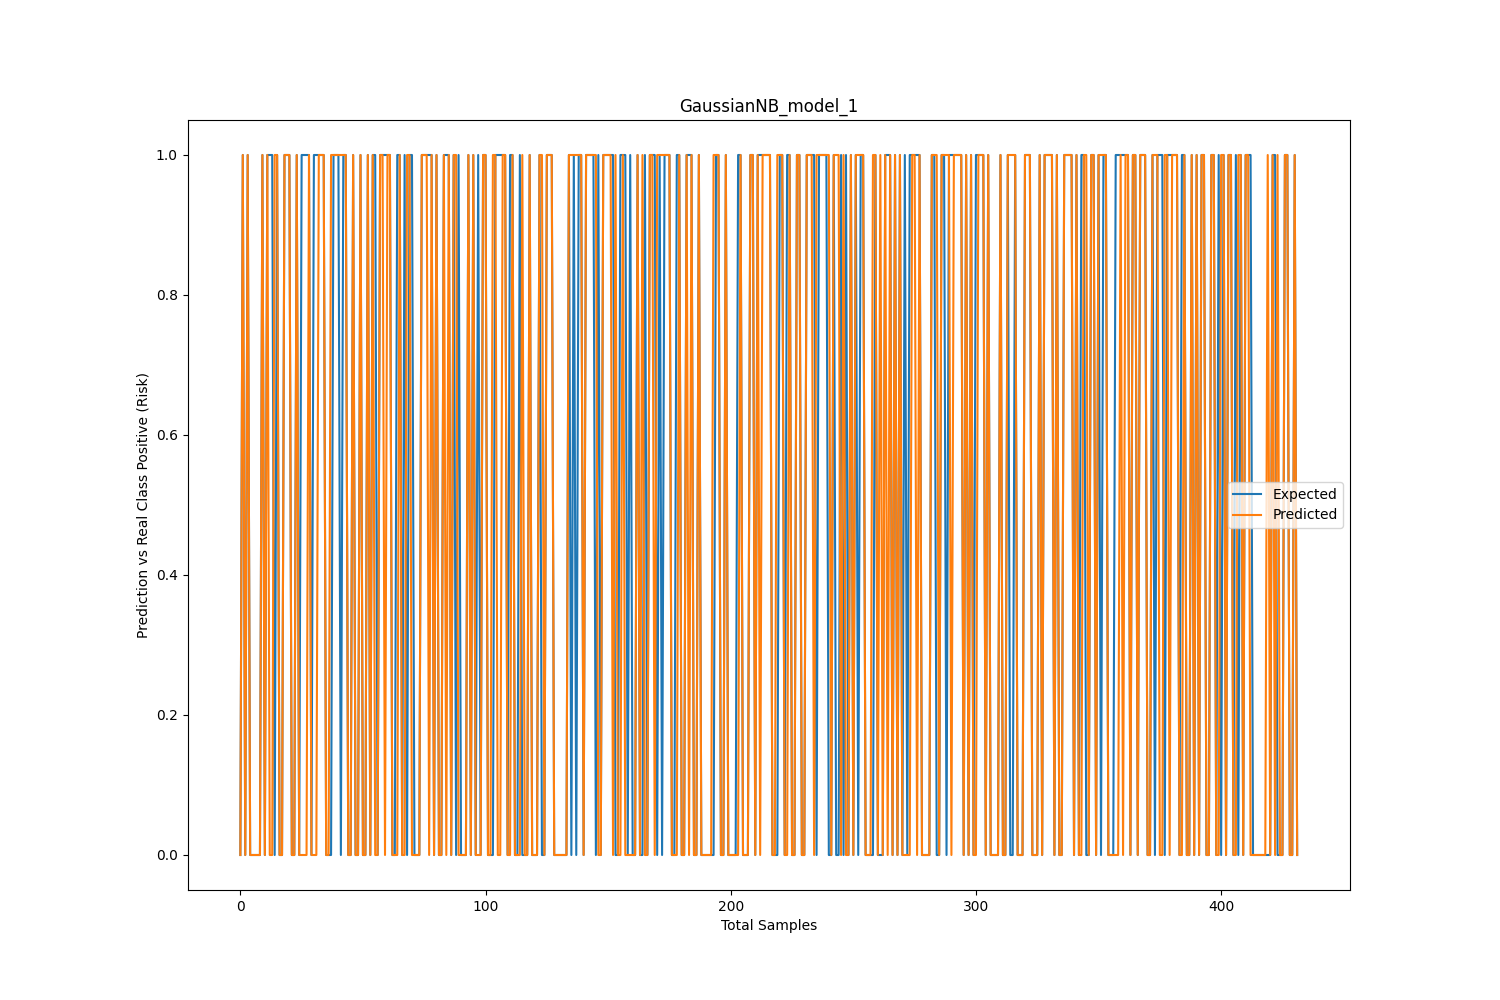 GaussianNB_model_1
Prediction vs Real Class Positive (Risk)
1.0
0.8
0.6
0.4
0.2
0.0
Expected
Predicted
0 100 200 300 400
Total Samples